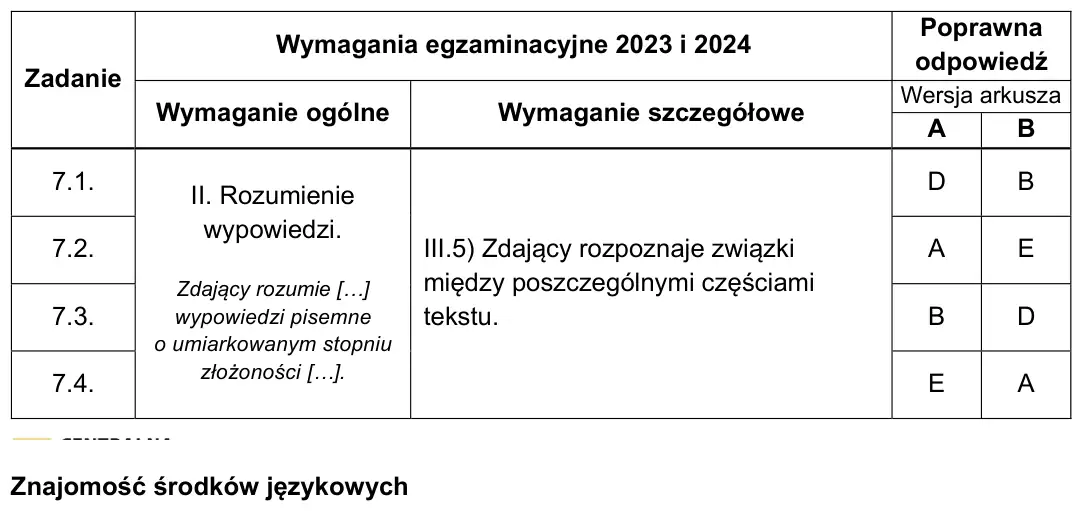 Zadanie
Wymagania egzaminacyjne 2023 i 2024
Poprawna
odpowiedź
Wymaganie ogólne
Wymaganie szczegółowe
Wersja arkusza
A B
7.1.
II. Rozumienie
wypowiedzi.
Zdający rozumie […]
wypowiedzi pisemne
o umiarkowanym stopniu
złożoności […].
III.5) Zdający rozpoznaje związki
między poszczególnymi częściami
tekstu.
D B
7.2.
A E
7.3.
B D
7.4.
E A
Znajomość środków językowych